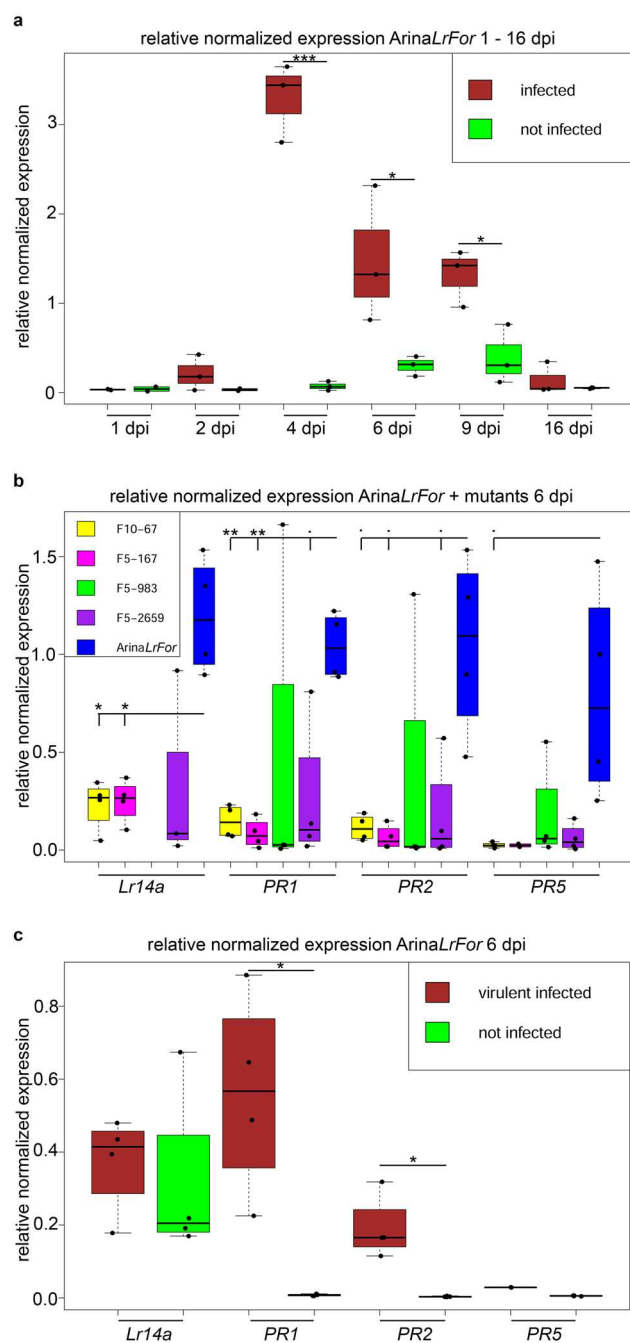 a
relative normalized expression ArinaLrFor 1 - 16 dpi
relative normalized expression
3
2
1
0
***
*
*
infected
not infected
1 dpi 2 dpi 4 dpi 6 dpi 9 dpi 16 dpi
b
relative normalized expression ArinaLrFor + mutants 6 dpi
relative normalized expression
1.5
1.0
0.5
0.0
F10-67
F5-167
F5-983
F5-2659
ArinaLrFor
* *
** ** .
. . .
.
Lr14a PR1 PR2 PR5
c
relative normalized expression ArinaLrFor 6 dpi
relative normalized expression
0.8
0.6
0.4
0.2
0.0
*
*
virulent infected
not infected
Lr14a PR1 PR2 PR5